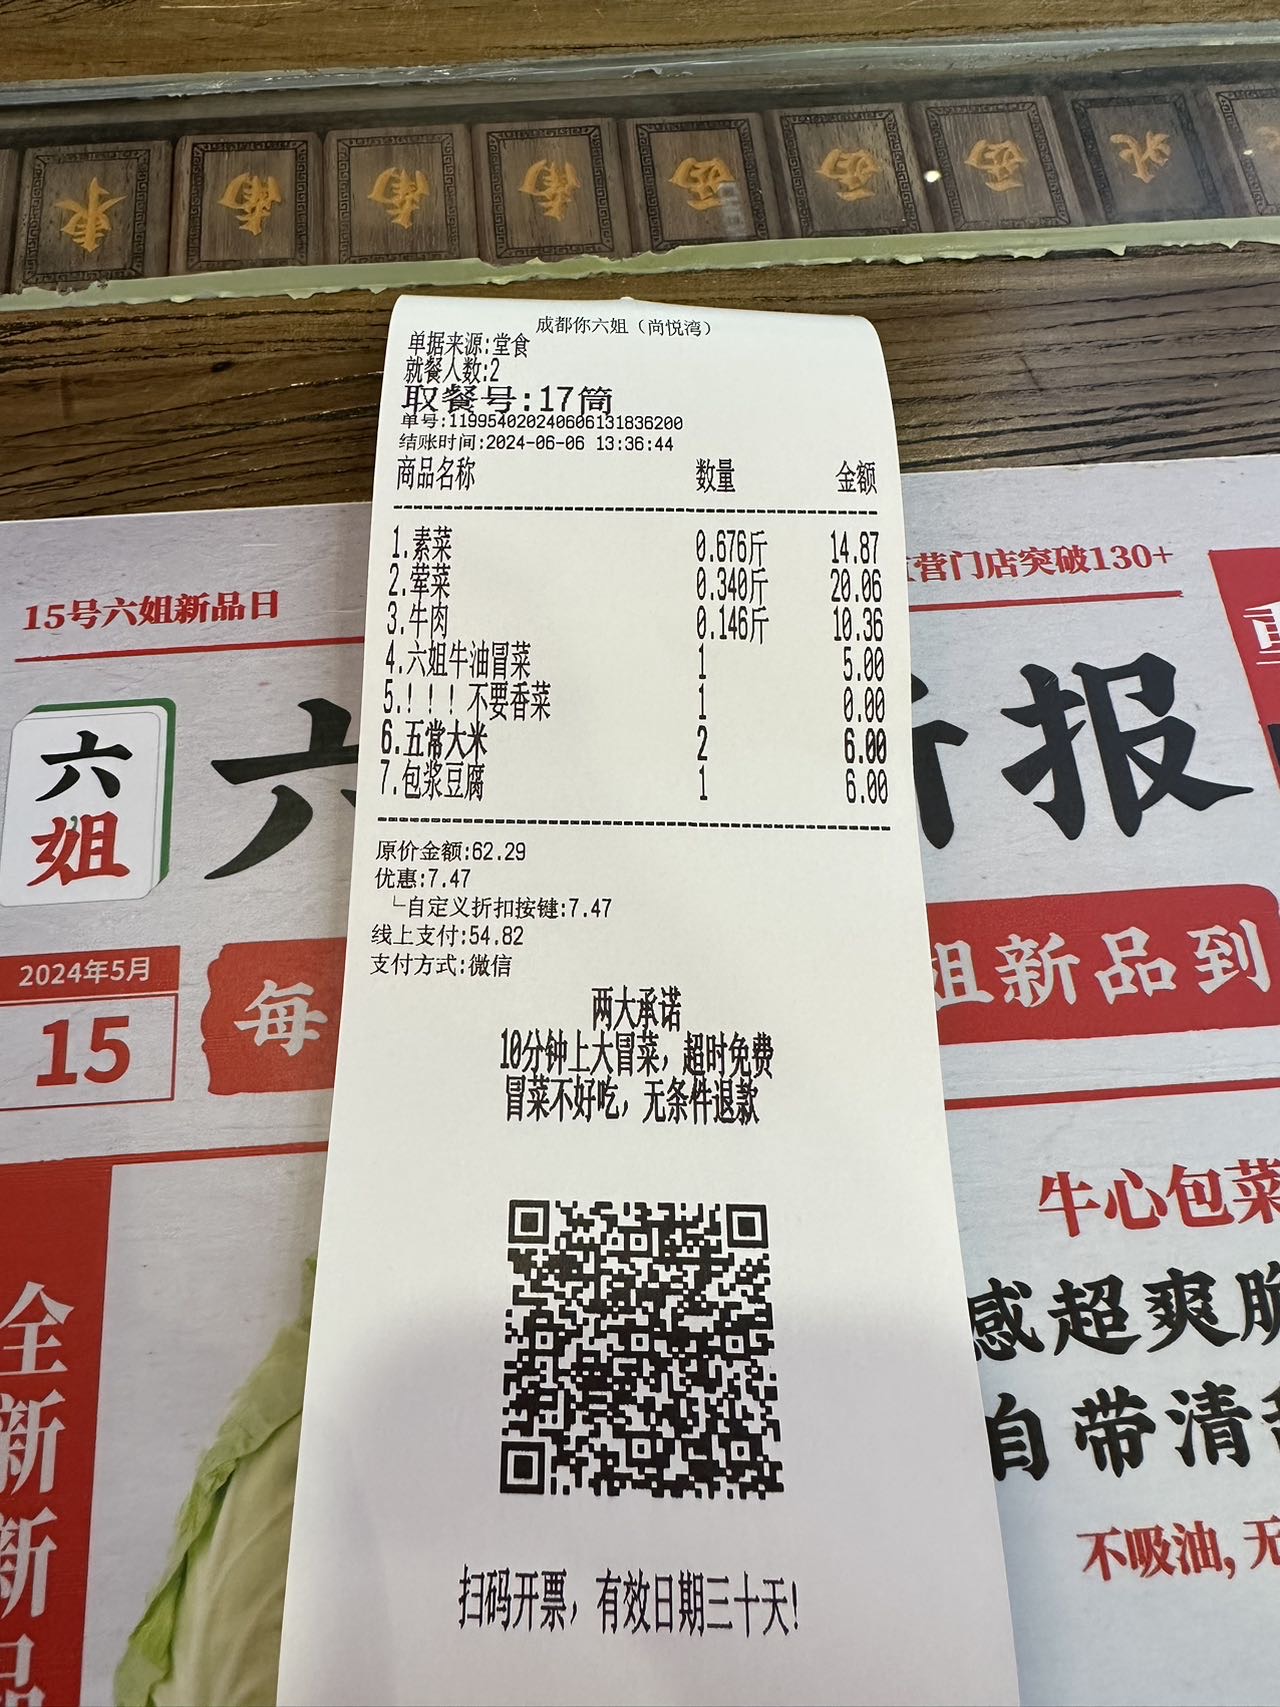 東
南
南
南
西
西
西
北
成都你六姐（尚悦湾）
单据来源:堂食
就餐人数:2
取餐号:17筒
单号:119954020240606131836200
结账时间:2024-06-06 13:36:44
商品名称 数量 金额
1.素菜 0.676斤 14.87
2.荤菜 0.340斤 20.06
3.牛肉 0.146斤 10.36
4.六姐牛油冒菜 1 5.00
5.！！！不要香菜 1 0.00
6.五常大米 2 6.00
7.包浆豆腐 1 6.00
原价金额:62.29
优惠:7.47
└自定义折扣按键:7.47
线上支付:54.82
支付方式:微信
两大承诺
10分钟上大冒菜，超时免费
冒菜不好吃，无条件退款
扫码开票，有效日期三十天!
15号六姐新品日
营门店突破130+
六姐
六
报
2024年5月
15
每
姐新品到
全新
新
牛心包菜
感超爽脆
自带清
不吸油，无